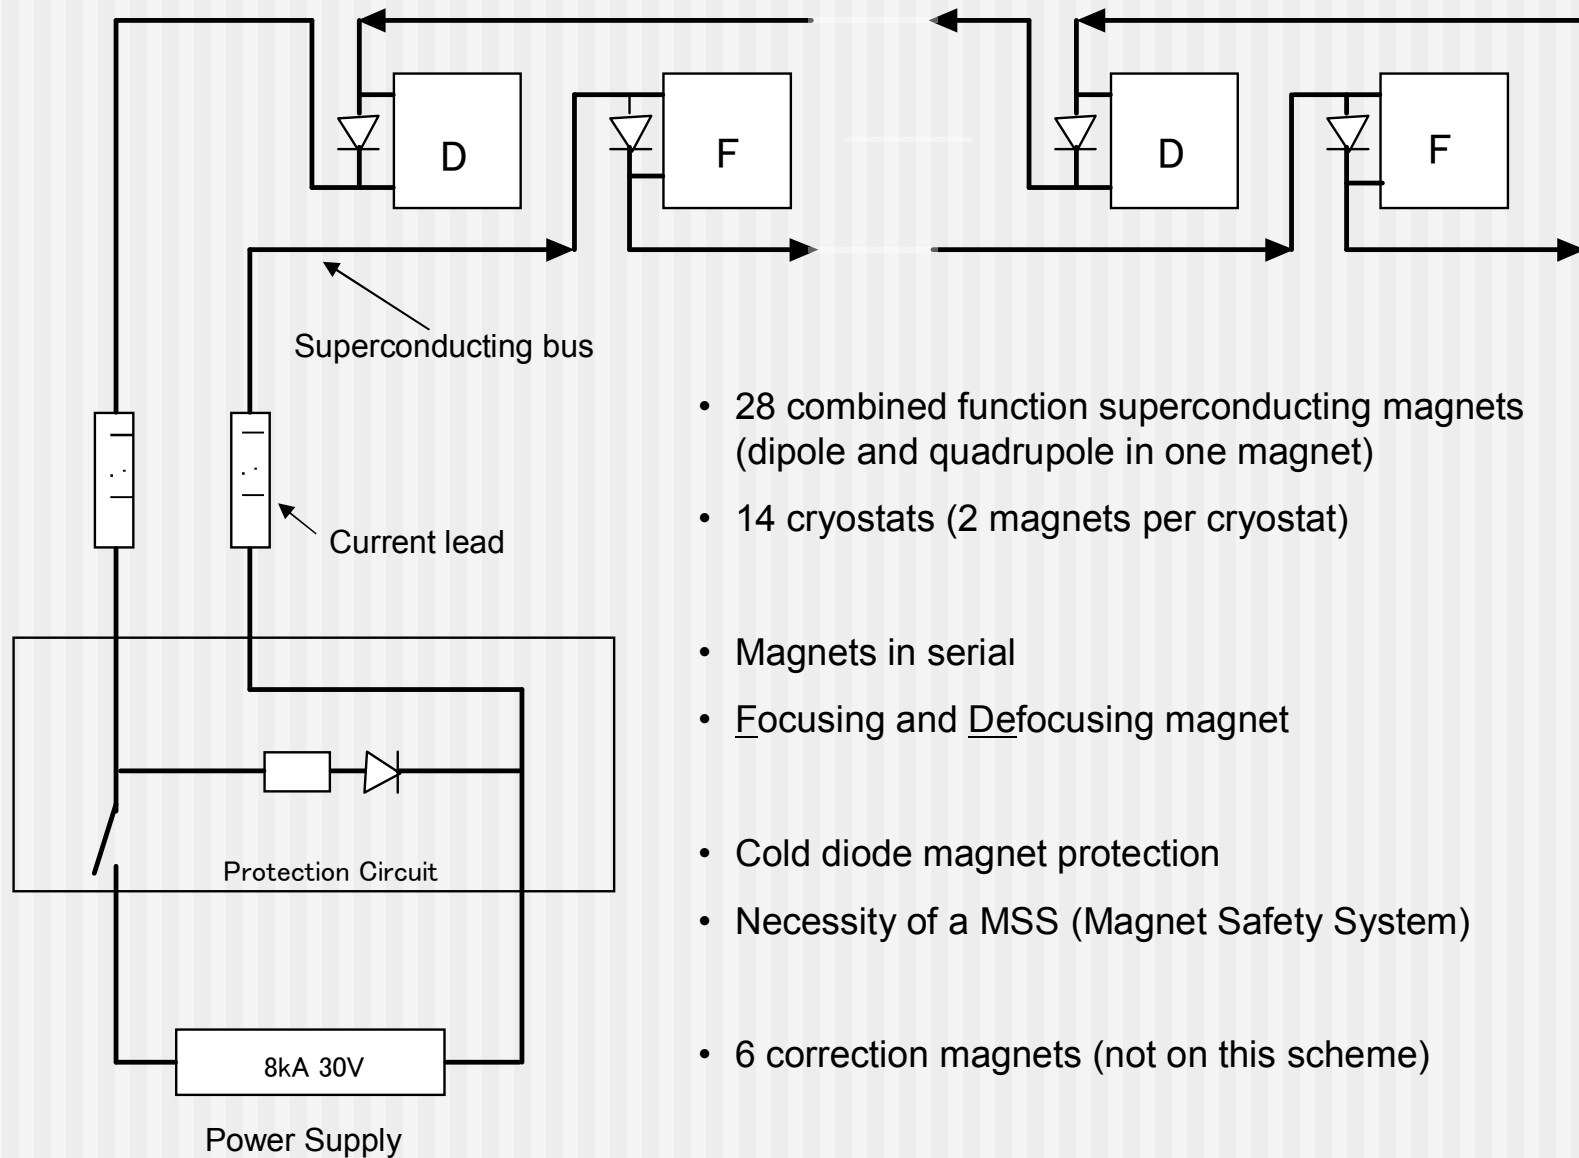 D
F
D
F
Superconducting bus
• 28 combined function superconducting magnets
(dipole and quadrupole in one magnet)
• 14 cryostats (2 magnets per cryostat)
Current lead
• Magnets in serial
• Focusing and Defocusing magnet
• Cold diode magnet protection
Protection Circuit
• Necessity of a MSS (Magnet Safety System)
• 6 correction magnets (not on this scheme)
8kA 30V
Power Supply